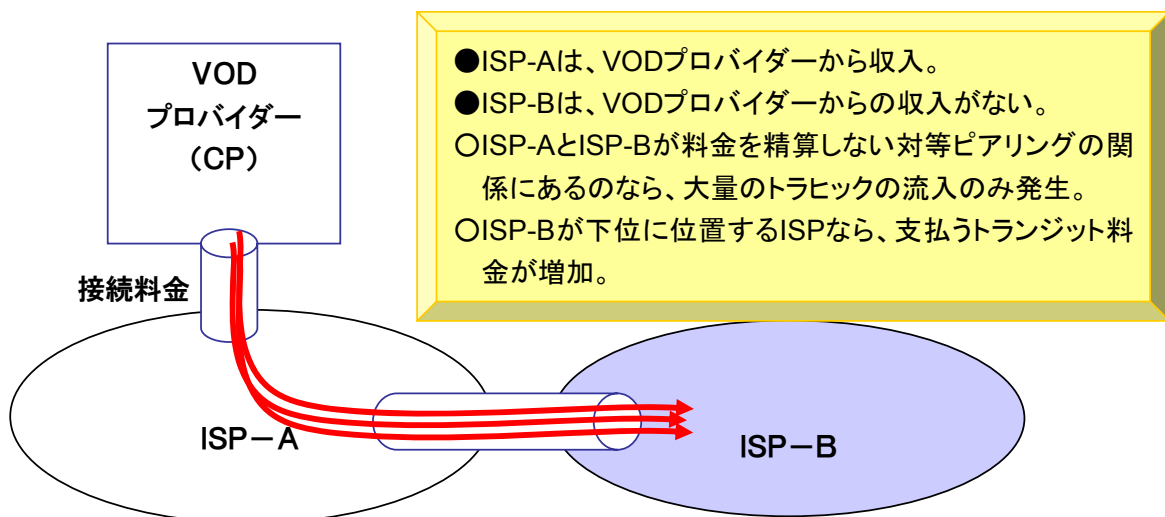 VOD
プロバイダー
(CP)
●ISP-Aは、VODプロバイダーから収入。
●ISP-Bは、VODプロバイダーからの収入がない。
○ISP-AとISP-Bが料金を精算しない対等ピアリングの関
係にあるのなら、大量のトラヒックの流入のみ発生。
○ISP-Bが下位に位置するISPなら、支払うトランジット料
金が増加。
接続料金
ISP－A
ISP－B